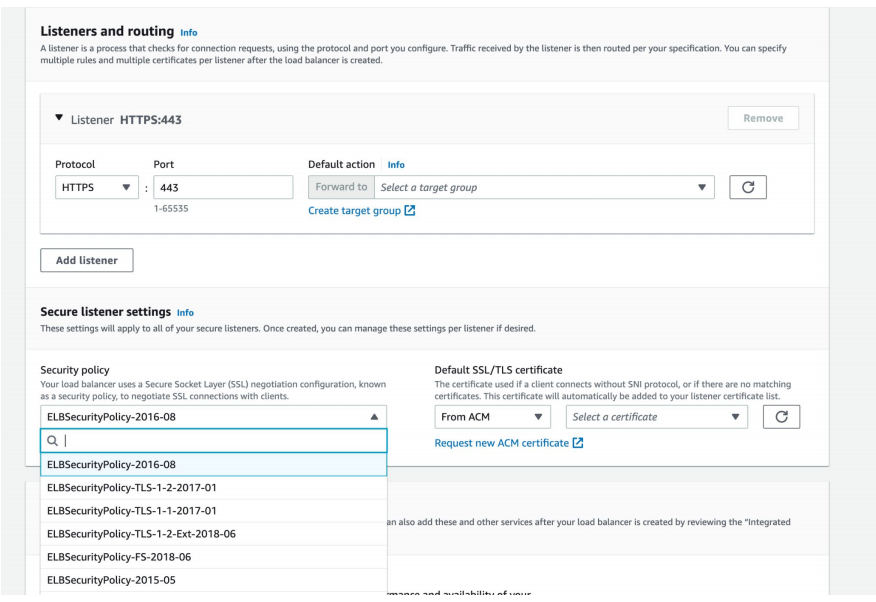 Listeners and routing Info
A listener is a process that checks for connection requests, using the protocol and port you configure. Traffic received by the listener is then routed per your specification. You can specify
multiple rules and multiple certificates per listener after the load balancer is created.
Listener HTTPS:443
Remove
Protocol Port Default action Info
HTTPS : 443 Forward to Select a target group
1-65535 Create target group
Add listener
Secure listener settings Info
These settings will apply to all of your secure listeners. Once created, you can manage these settings per listener if desired.
Security policy
Your load balancer uses a Secure Socket Layer (SSL) negotiation configuration, known
as a security policy, to negotiate SSL connections with clients.
ELBSecurityPolicy-2016-08
Default SSL/TLS certificate
The certificate used if a client connects without SNI protocol, or if there are no matching
certificates. This certificate will automatically be added to your listener certificate list.
From ACM Select a certificate
Request new ACM certificate
ELBSecurityPolicy-2016-08
ELBSecurityPolicy-TLS-1-2-2017-01
ELBSecurityPolicy-TLS-1-1-2017-01
ELBSecurityPolicy-TLS-1-2-Ext-2018-06
ELBSecurityPolicy-FS-2018-06
ELBSecurityPolicy-2015-05
an also add these and other services after your load balancer is created by reviewing the "Integrated
rmance and availability of your